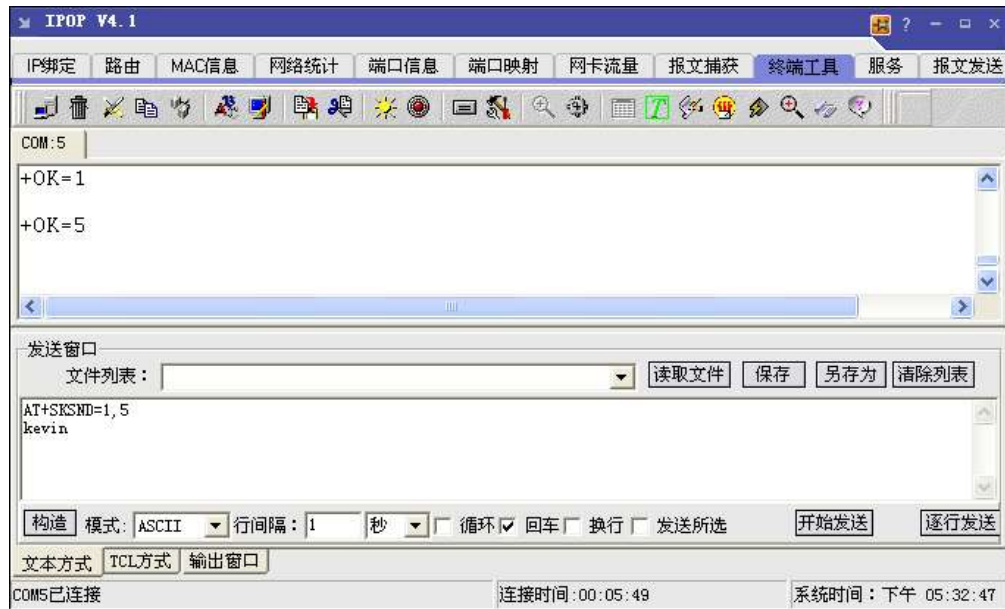 IPOP V4.1
IP绑定 路由 MAC信息 网络统计 端口信息 端口映射 网卡流量 报文捕获 终端工具 服务 报文发送
COM:5
+OK=1
+OK=5
发送窗口
文件列表： 读取文件 保存 另存为 清除列表
AT+SKSND=1,5
kevin
构造 模式: ASCII 行间隔：1 秒 循环 回车 换行 发送所选 开始发送 逐行发送
文本方式 TCL方式 输出窗口
COM5已连接 连接时间:00:05:49 系统时间：下午 05:32:47